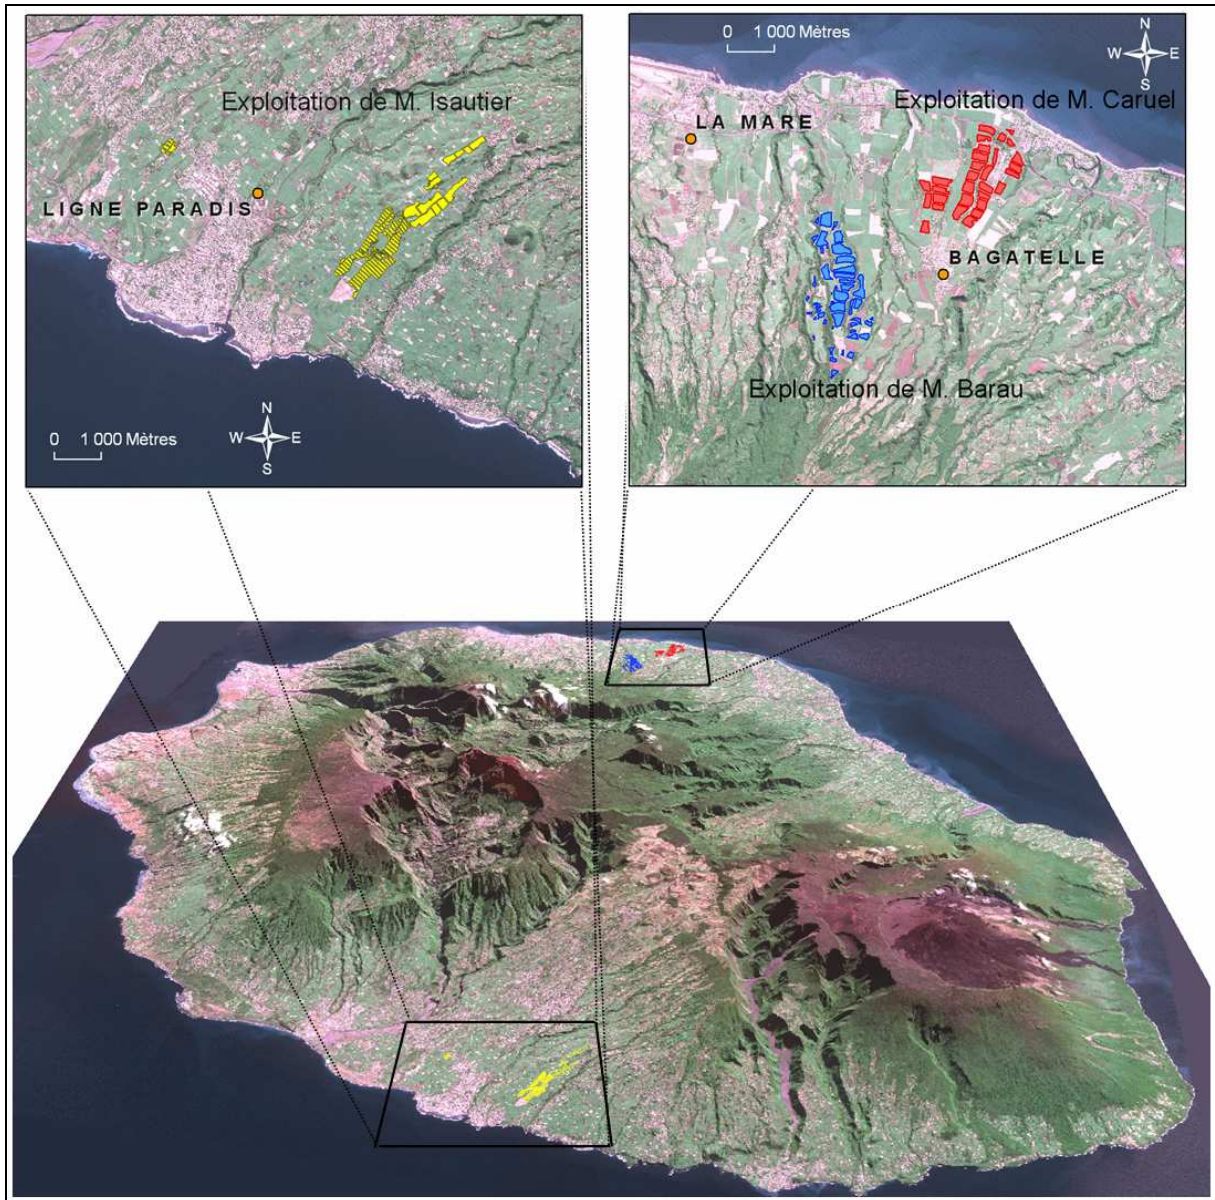 Exploitation de M. Isautier
LIGNE PARADIS
N
W E
S
0 1 000 Mètres
0 1 000 Mètres
N
W E
S
Exploitation de M. Caruel
LA MARE
BAGATELLE
Exploitation de M. Barau